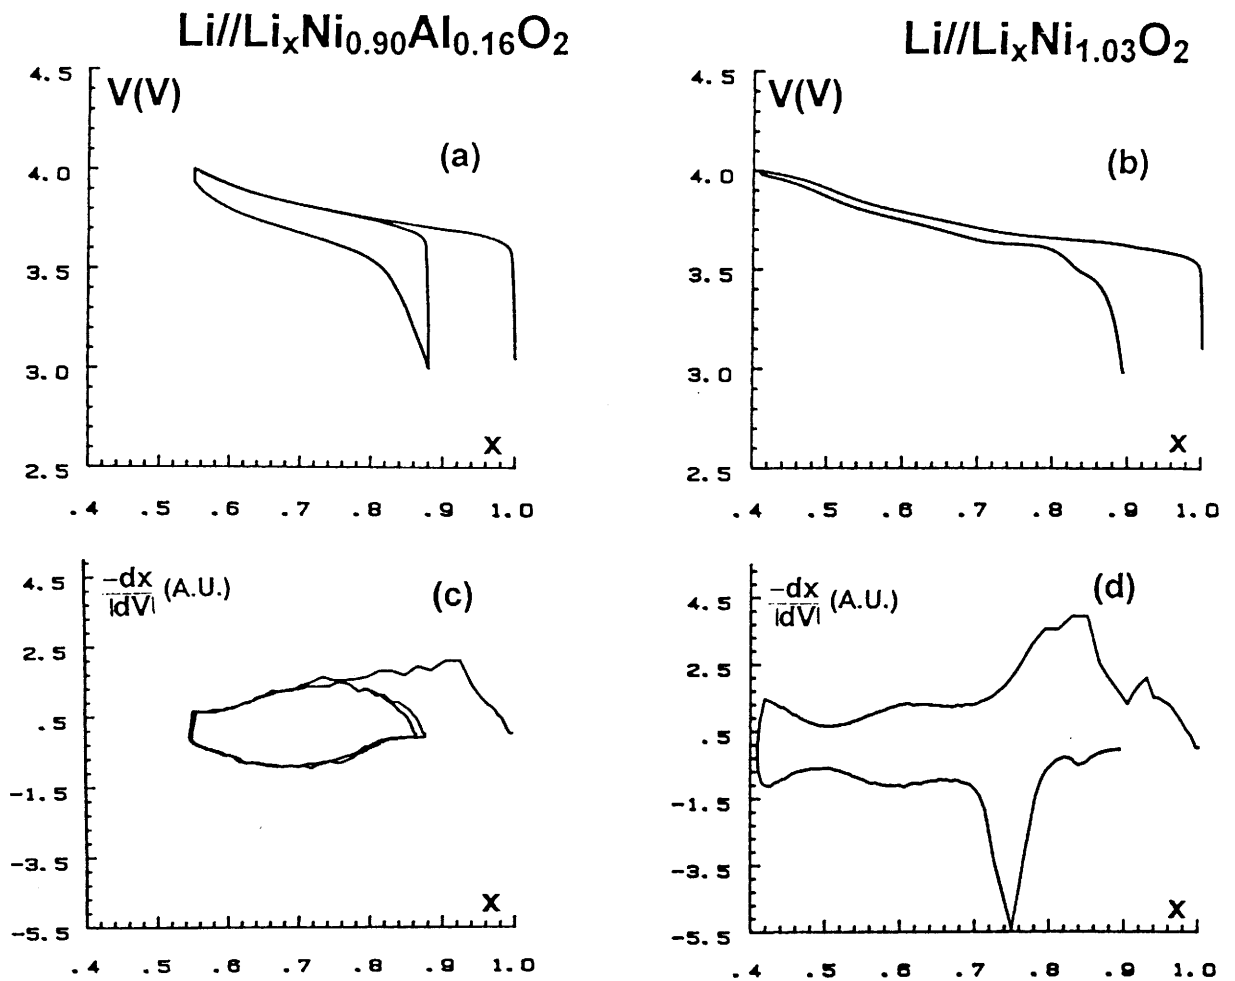 Li//LixNi0.90Al0.16O2
Li//LixNi1.03O2
4.5
V(V)
(a)
4.0
3.5
3.0
2.5
x
.4 .5 .6 .7 .8 .9 1.0
4.5
V(V)
(b)
4.0
3.5
3.0
2.5
x
.4 .5 .6 .7 .8 .9 1.0
4.5
-dx
|dV| (A.U.)
(c)
2.5
.5
-1.5
-3.5
-5.5
x
.4 .5 .6 .7 .8 .9 1.0
4.5
-dx
|dV| (A.U.)
(d)
2.5
.5
-1.5
-3.5
-5.5
x
.4 .5 .6 .7 .8 .9 1.0